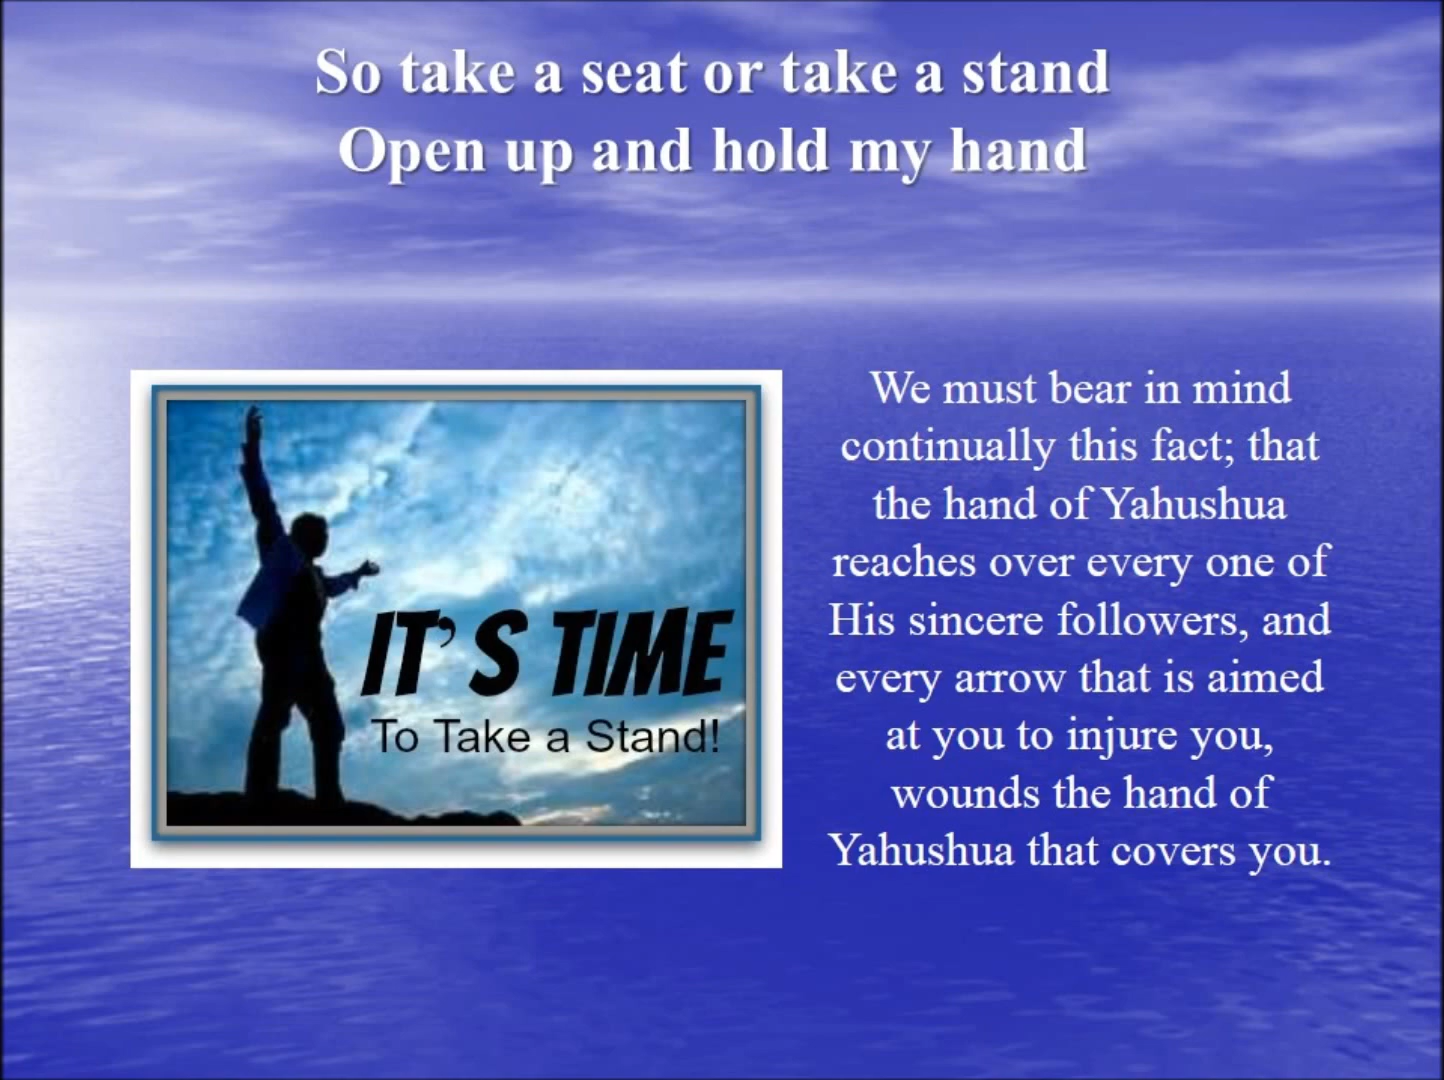 So take a seat or take a stand
Open up and hold my hand
IT'S TIME
To Take a Stand!
We must bear in mind
continually this fact; that
the hand of Yahushua
reaches over every one of
His sincere followers, and
every arrow that is aimed
at you to injure you,
wounds the hand of
Yahushua that covers you.